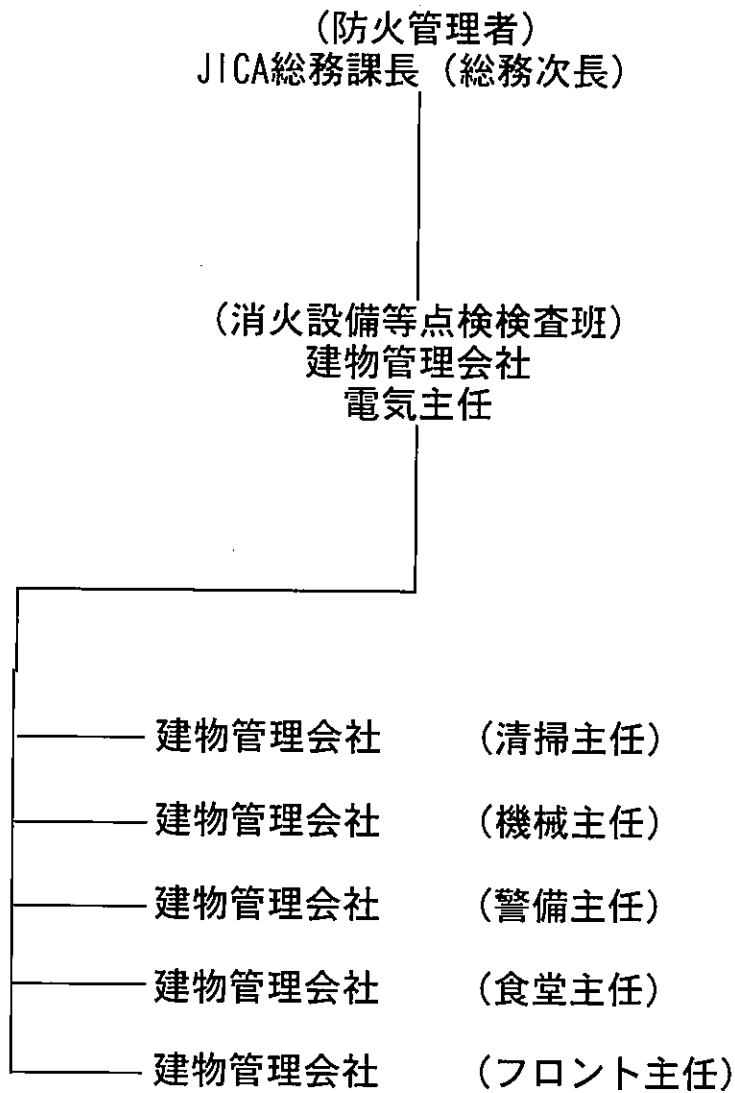 （防火管理者）
JICA総務課長（総務次長）
（消火設備等点検検査班）
建物管理会社
電気主任
建物管理会社　（清掃主任）
建物管理会社　（機械主任）
建物管理会社　（警備主任）
建物管理会社　（食堂主任）
建物管理会社　（フロント主任）